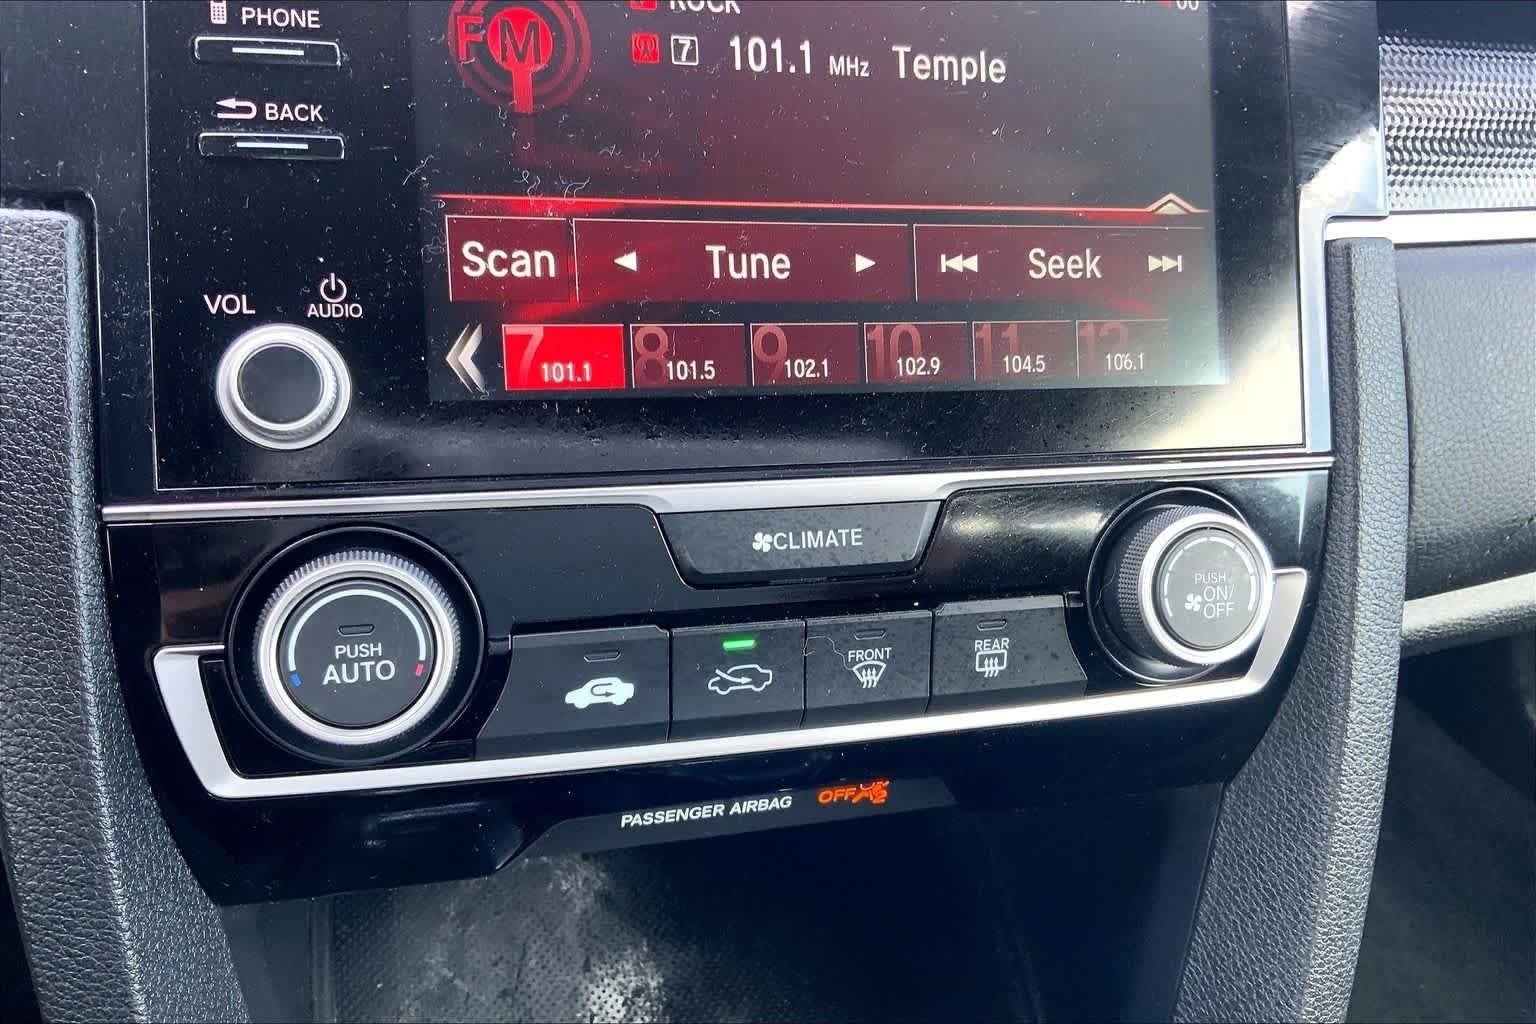 PHONE
ROCK
FM
7 101.1 MHz Temple
BACK
Scan Tune Seek
VOL AUDIO
7 101.1 8 101.5 9 102.1 10 102.9 11 104.5 12 106.1
CLIMATE
PUSH
AUTO
PUSH
ON/
OFF
FRONT
REAR
PASSENGER AIRBAG OFF